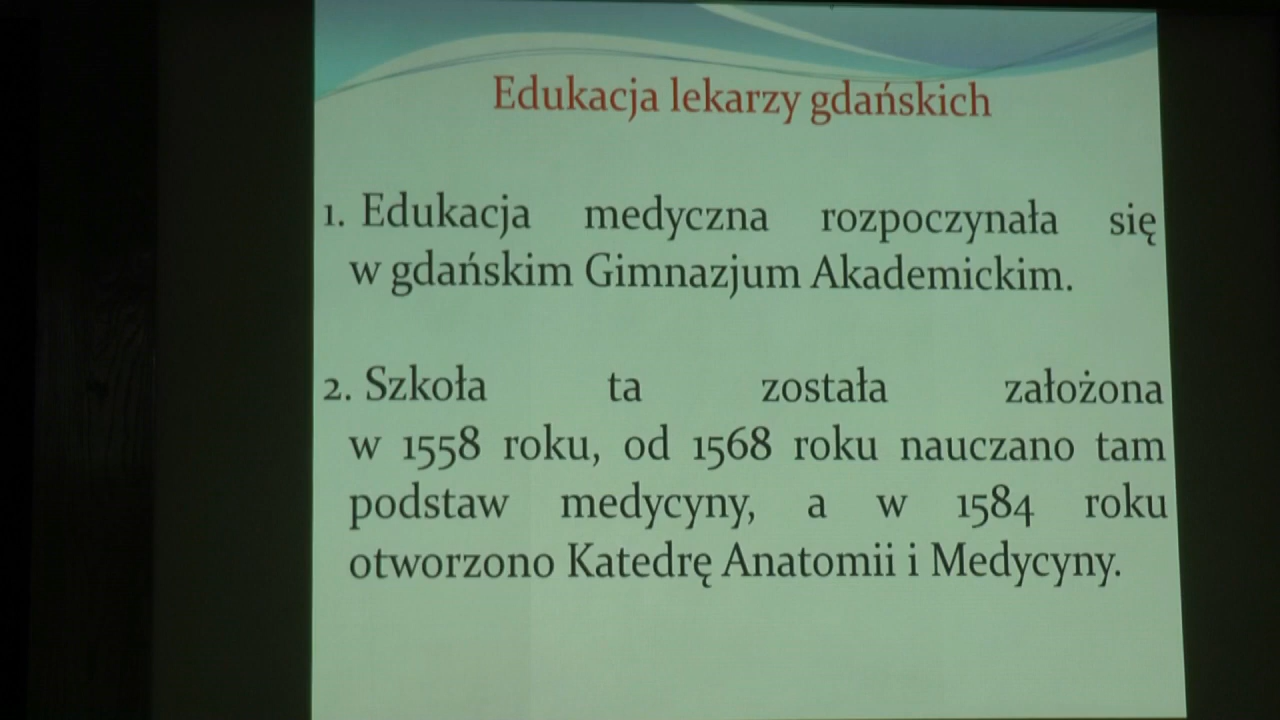 Edukacja lekarzy gdańskich
1. Edukacja medyczna rozpoczynała się
w gdańskim Gimnazjum Akademickim.
2. Szkoła ta została założona
w 1558 roku, od 1568 roku nauczano tam
podstaw medycyny, a w 1584 roku
otworzono Katedrę Anatomii i Medycyny.